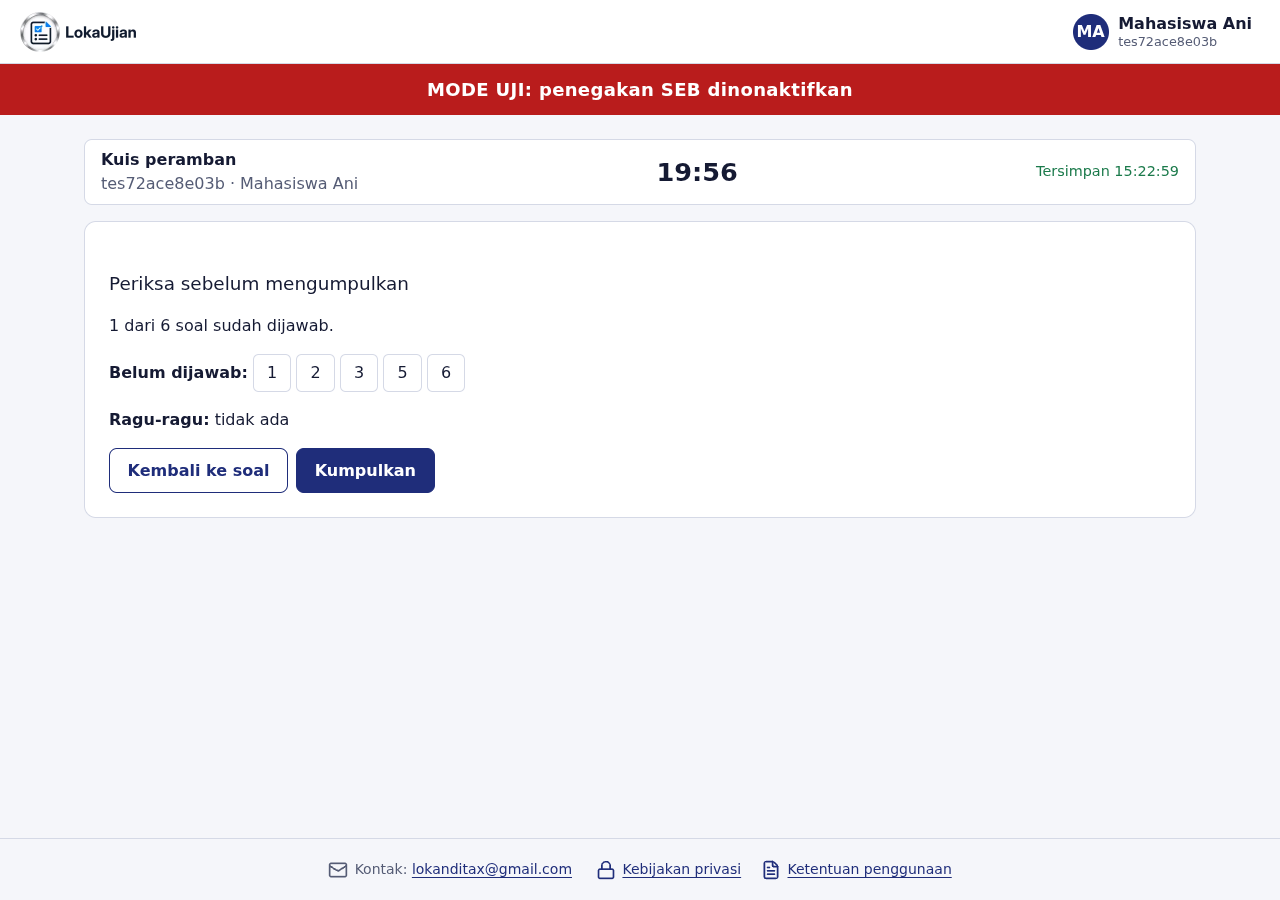 LokaUjian
MA
Mahasiswa Ani
tes72ace8e03b
MODE UJI: penegakan SEB dinonaktifkan
Kuis peramban
tes72ace8e03b · Mahasiswa Ani
19:56
Tersimpan 15:22:59
Periksa sebelum mengumpulkan
1 dari 6 soal sudah dijawab.
Belum dijawab: 1 2 3 5 6
Ragu-ragu: tidak ada
Kembali ke soal Kumpulkan
Kontak: lokanditax@gmail.com Kebijakan privasi Ketentuan penggunaan